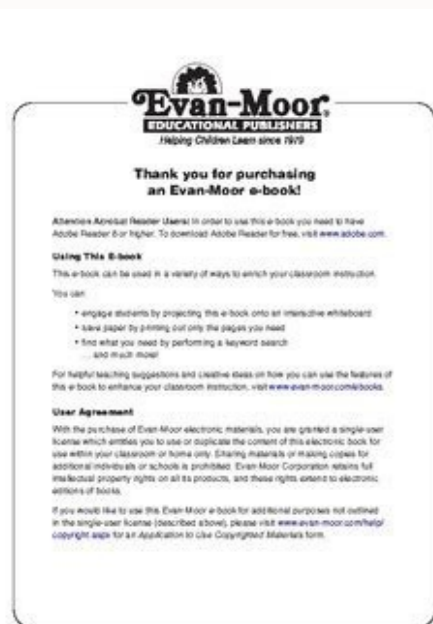 Evan-Moor®
EDUCATIONAL PUBLISHERS
Helping Children Learn since 1979
Thank you for purchasing
an Evan-Moor e-book!
Attention Acrobat Reader Users: In order to use this e-book you need to have
Adobe Reader 8 or higher. To download Adobe Reader for free, visit www.adobe.com.
Using This E-book
This e-book can be used in a variety of ways to enrich your classroom instruction.
You can:
• engage students by projecting this e-book onto an interactive whiteboard
• save paper by printing out only the pages you need
• find what you need by performing a keyword search
... and much more!
For helpful teaching suggestions and creative ideas on how you can use the features of
this e-book to enhance your classroom instruction, visit www.evan-moor.com/ebooks
User Agreement
With the purchase of Evan-Moor electronic materials, you are granted a single-user
license which entitles you to use or duplicate the content of this electronic book for
use within your classroom or home only. Sharing materials or making copies for
additional individuals or schools is prohibited. Evan-Moor Corporation retains full
intellectual property rights on all its products, and these rights extend to electronic
editions of books.
If you would like to use this Evan-Moor e-book for additional purposes not outlined
in the single-user license (described above), please visit www.evan-moor.com/help/
copyright.aspx for an Application to Use Copyrighted Materials form.